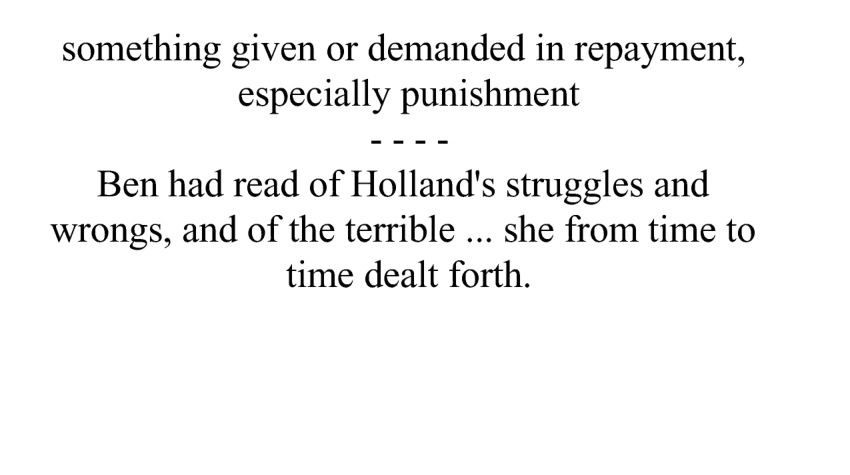 something given or demanded in repayment,
especially punishment
- - - -
Ben had read of Holland's struggles and
wrongs, and of the terrible ... she from time to
time dealt forth.